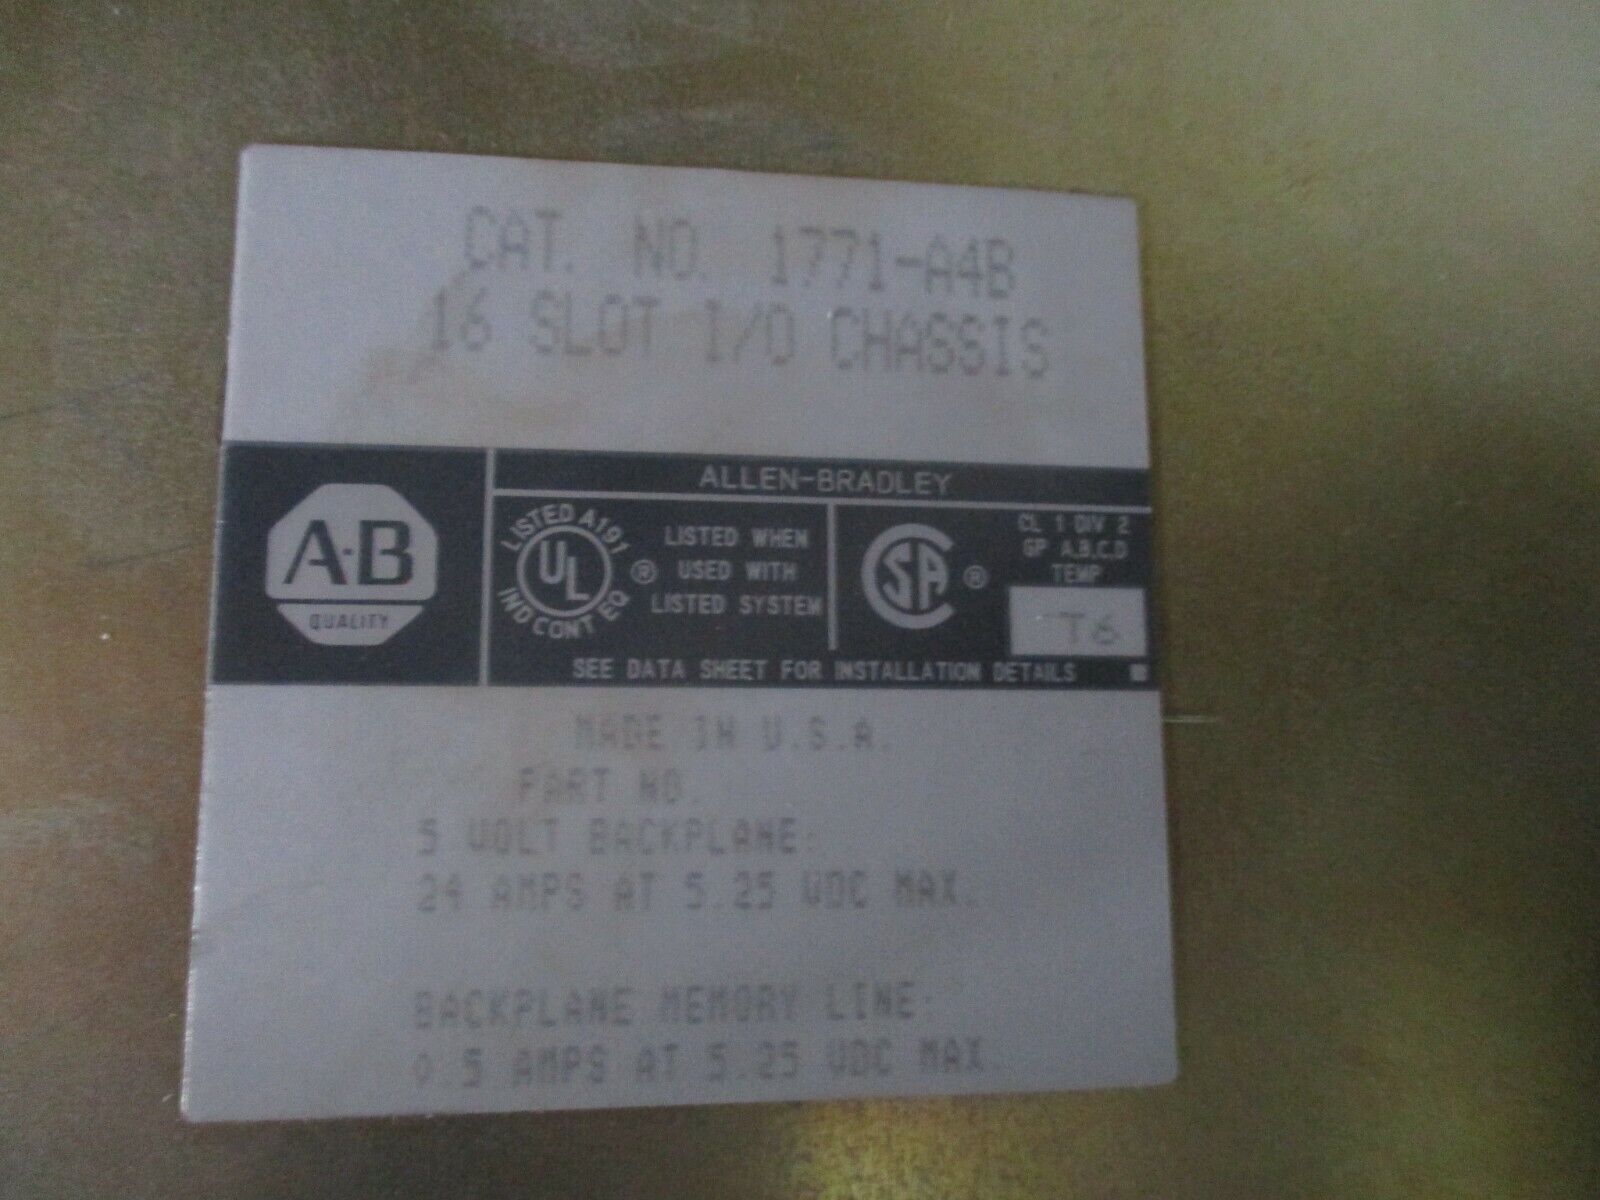 CAT. NO. 1771-A4B
16 SLOT I/O CHASSIS
ALLEN-BRADLEY
A-B
QUALITY
LISTED A191
UL ®
IND CONT EQ
LISTED WHEN
USED WITH
LISTED SYSTEM
CSA ®
CL 1 DIV 2
GP A,B,C,D
TEMP
T6
SEE DATA SHEET FOR INSTALLATION DETAILS
MADE IN U.S.A.
PART NO.
5 VOLT BACKPLANE:
24 AMPS AT 5.25 VDC MAX.
BACKPLANE MEMORY LINE:
0.5 AMPS AT 5.25 VDC MAX.